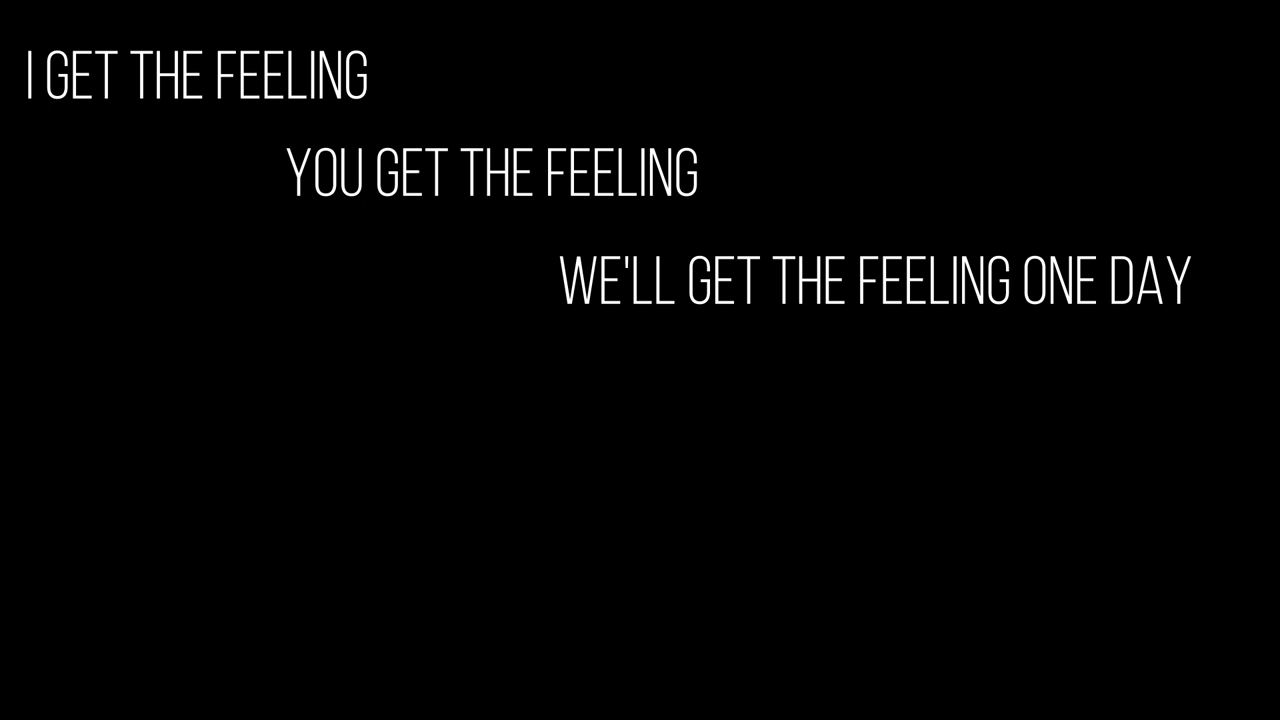 I GET THE FEELING
YOU GET THE FEELING
WE'LL GET THE FEELING ONE DAY